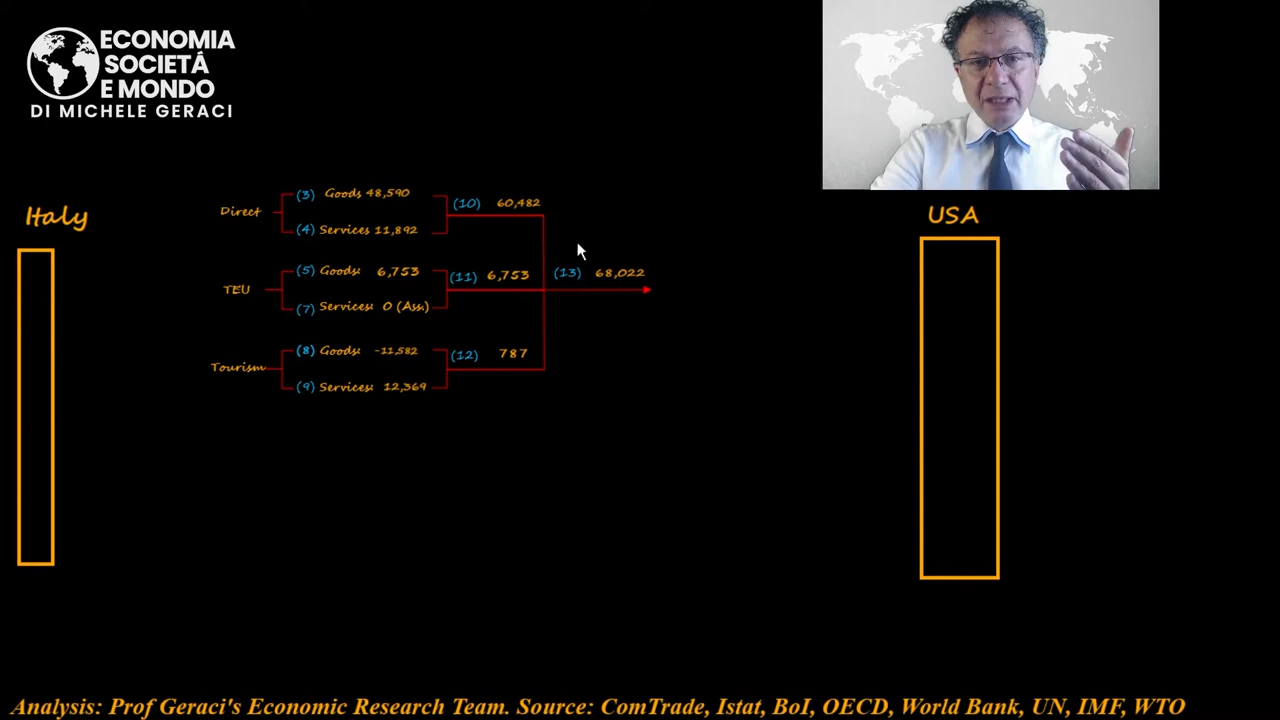 ECONOMIA
SOCIETÁ
E MONDO
DI MICHELE GERACI
Italy
USA
Direct
(3) Goods 48,590
(4) Services 11,892
(10) 60,482
TEU
(5) Goods: 6,753
(7) Services: 0 (Ass.)
(11) 6,753
(13) 68,022
Tourism
(8) Goods: -11,582
(9) Services: 12,369
(12) 787
Analysis: Prof Geraci's Economic Research Team. Source: ComTrade, Istat, BoI, OECD, World Bank, UN, IMF, WTO